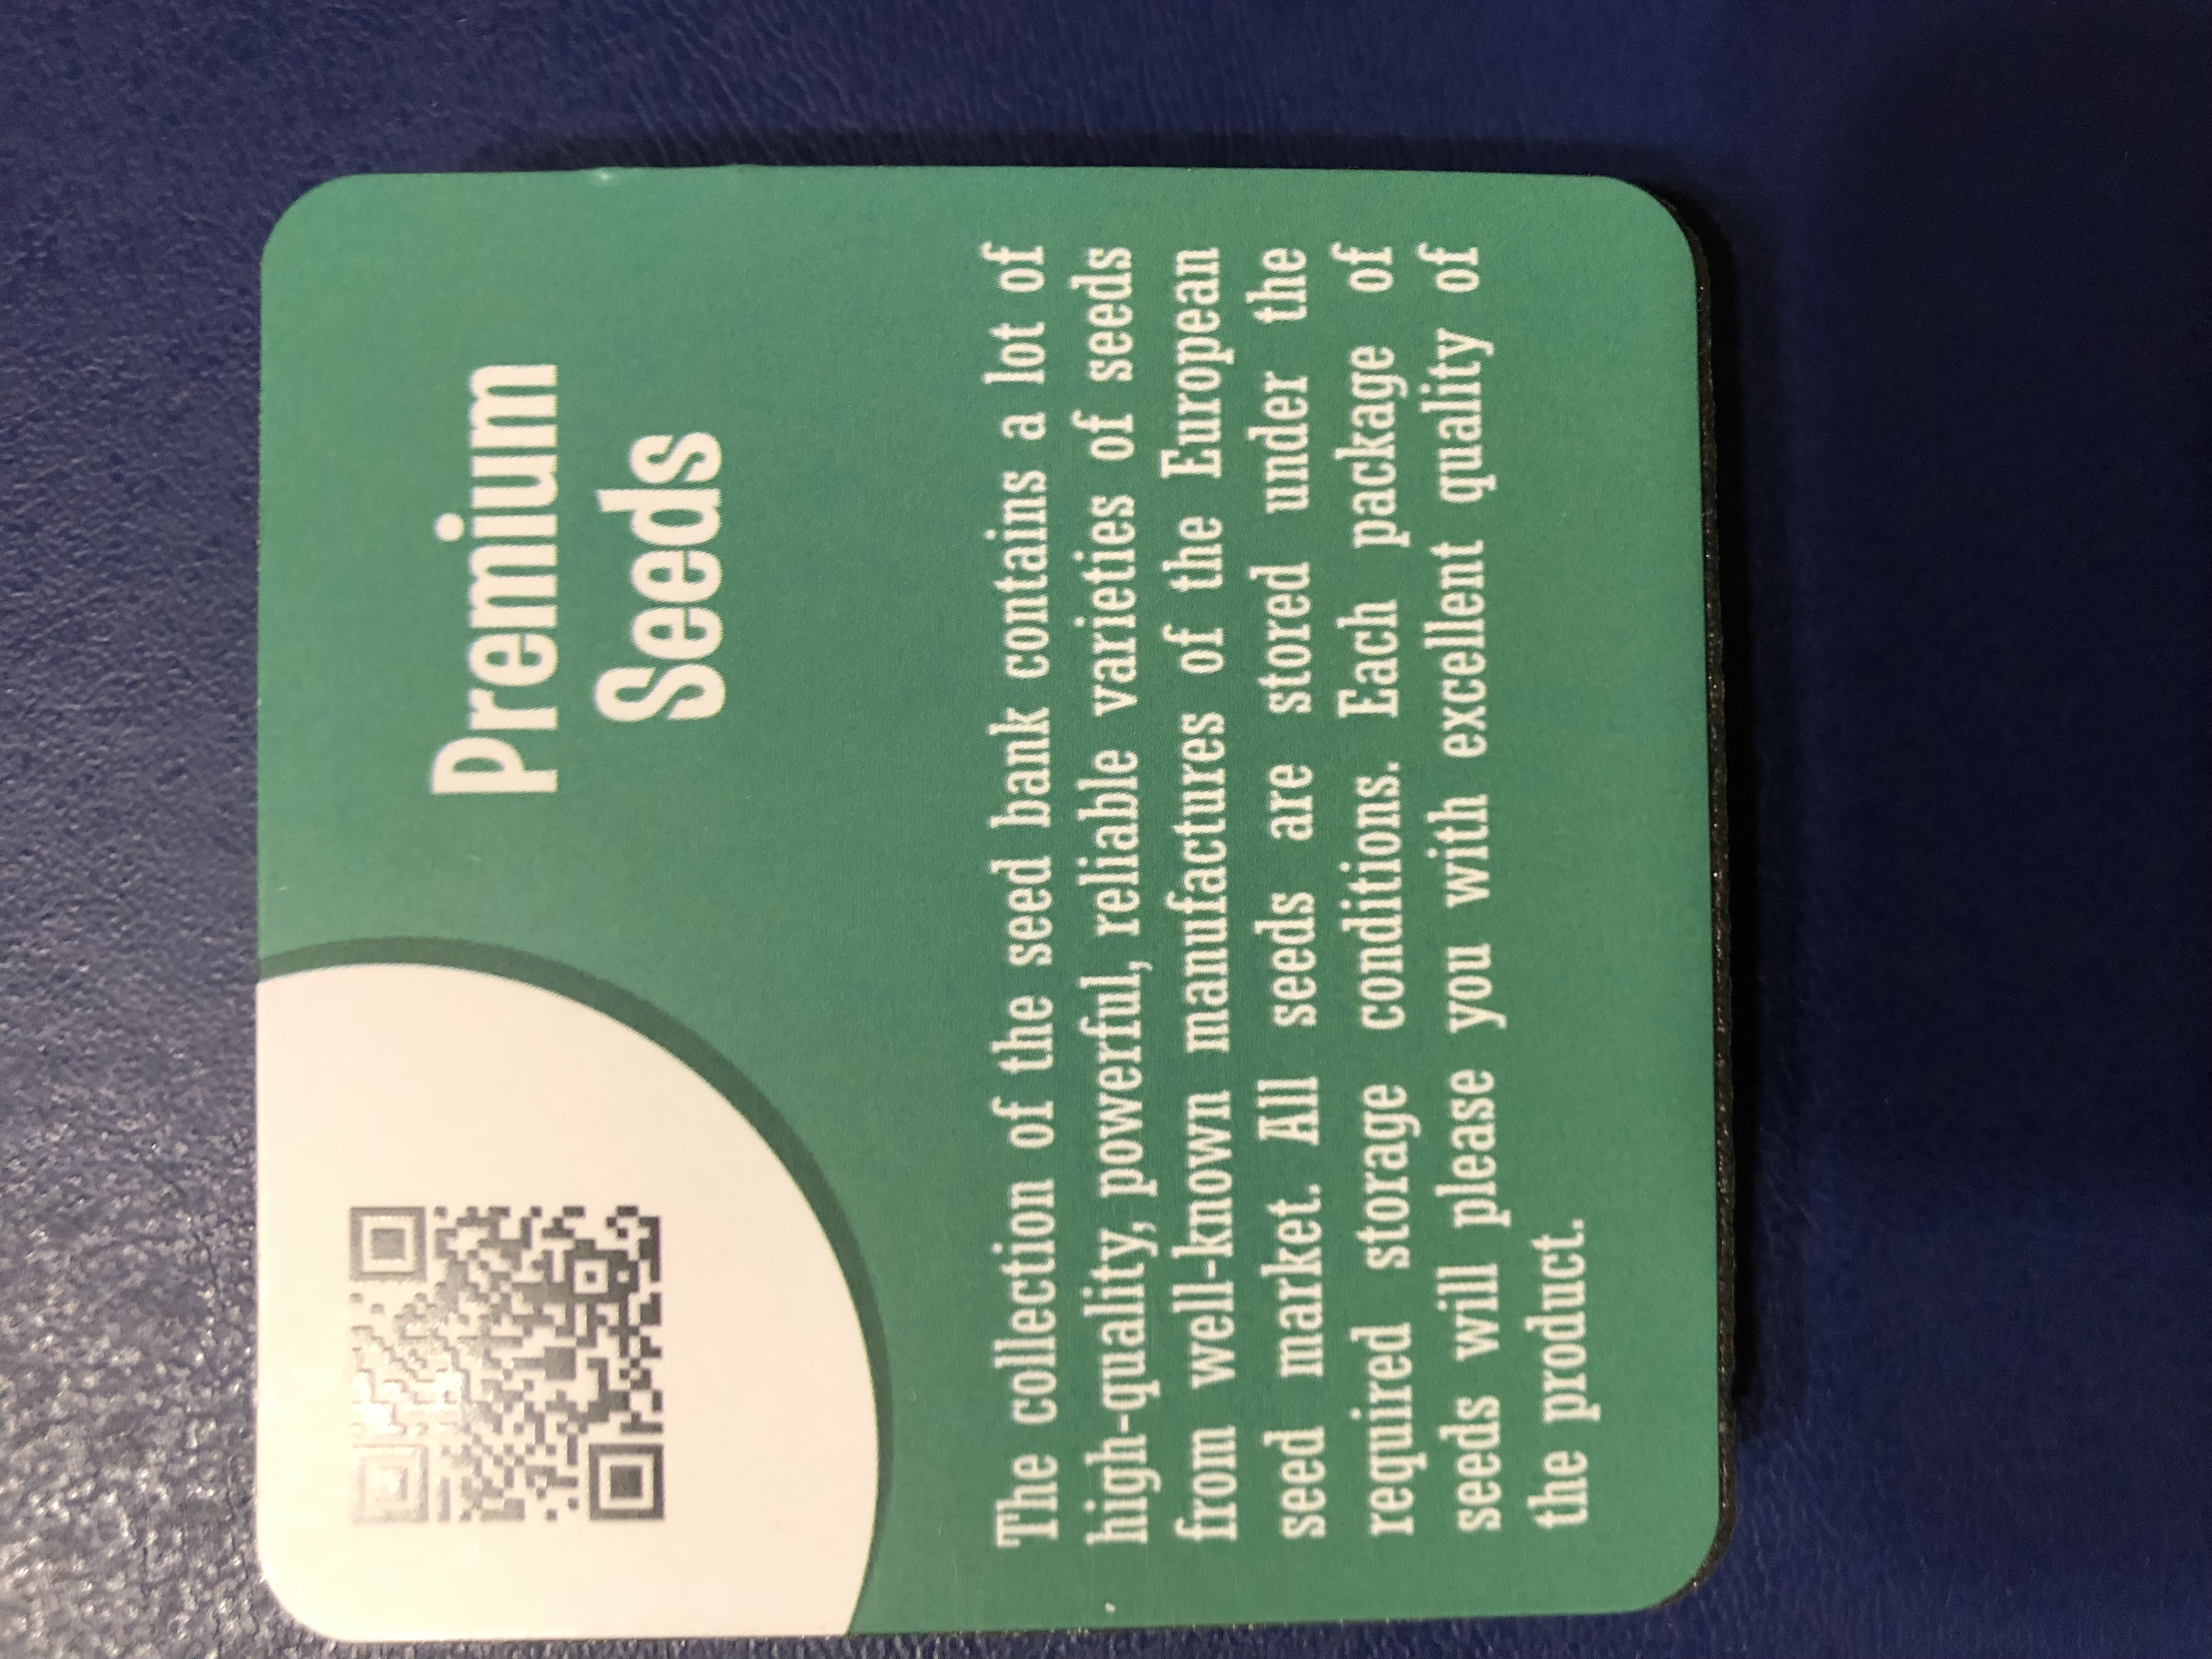 Premium
Seeds
The collection of the seed bank contains a lot of
high-quality, powerful, reliable varieties of seeds
from well-known manufactures of the European
seed market. All seeds are stored under the
required storage conditions. Each package of
seeds will please you with excellent quality of
the product.